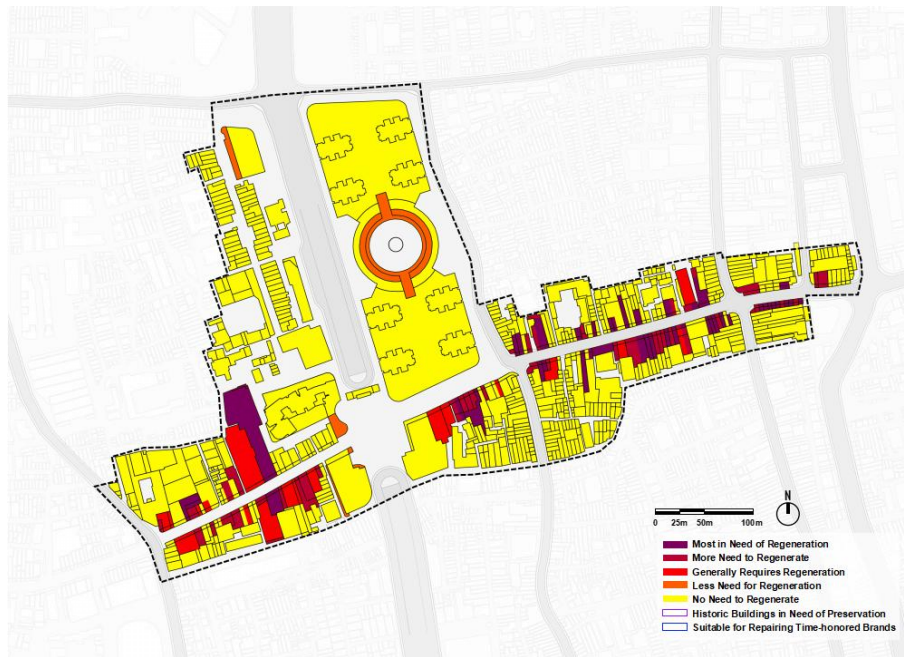 N
0 25m 50m 100m
Most in Need of Regeneration
More Need to Regenerate
Generally Requires Regeneration
Less Need for Regeneration
No Need to Regenerate
Historic Buildings in Need of Preservation
Suitable for Repairing Time-honored Brands